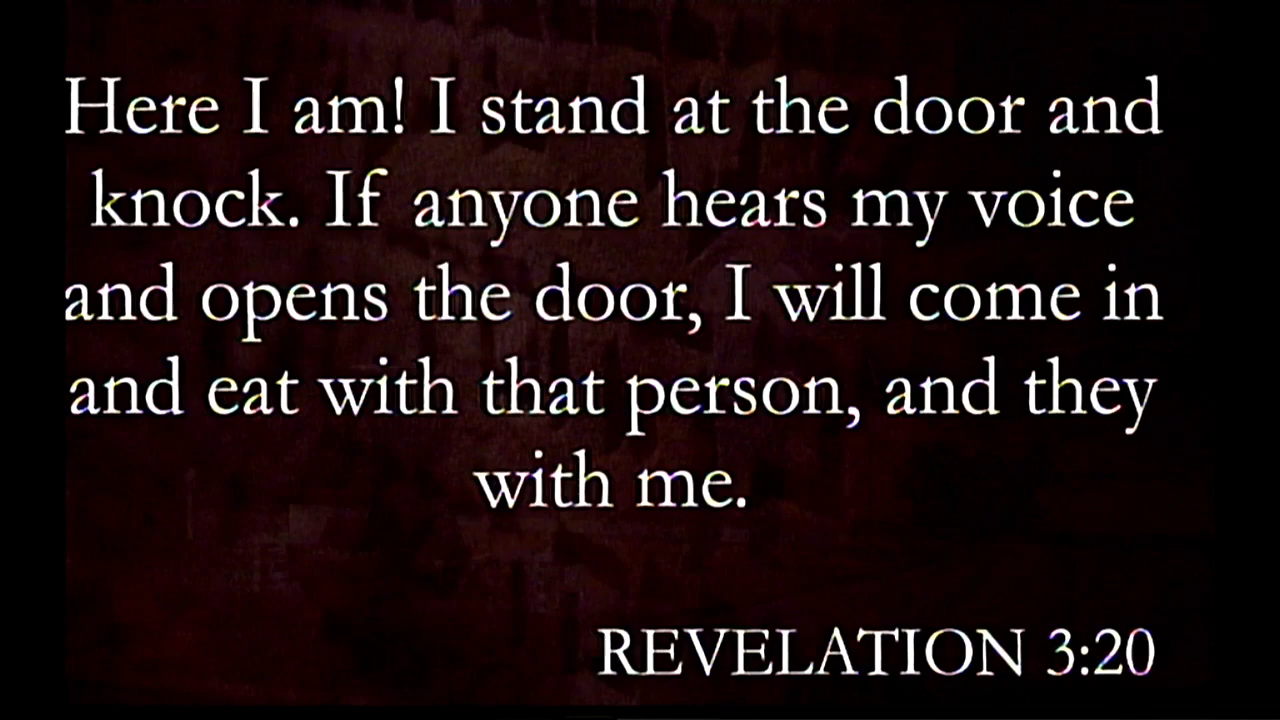 Here I am! I stand at the door and
knock. If anyone hears my voice
and opens the door, I will come in
and eat with that person, and they
with me.
REVELATION 3:20